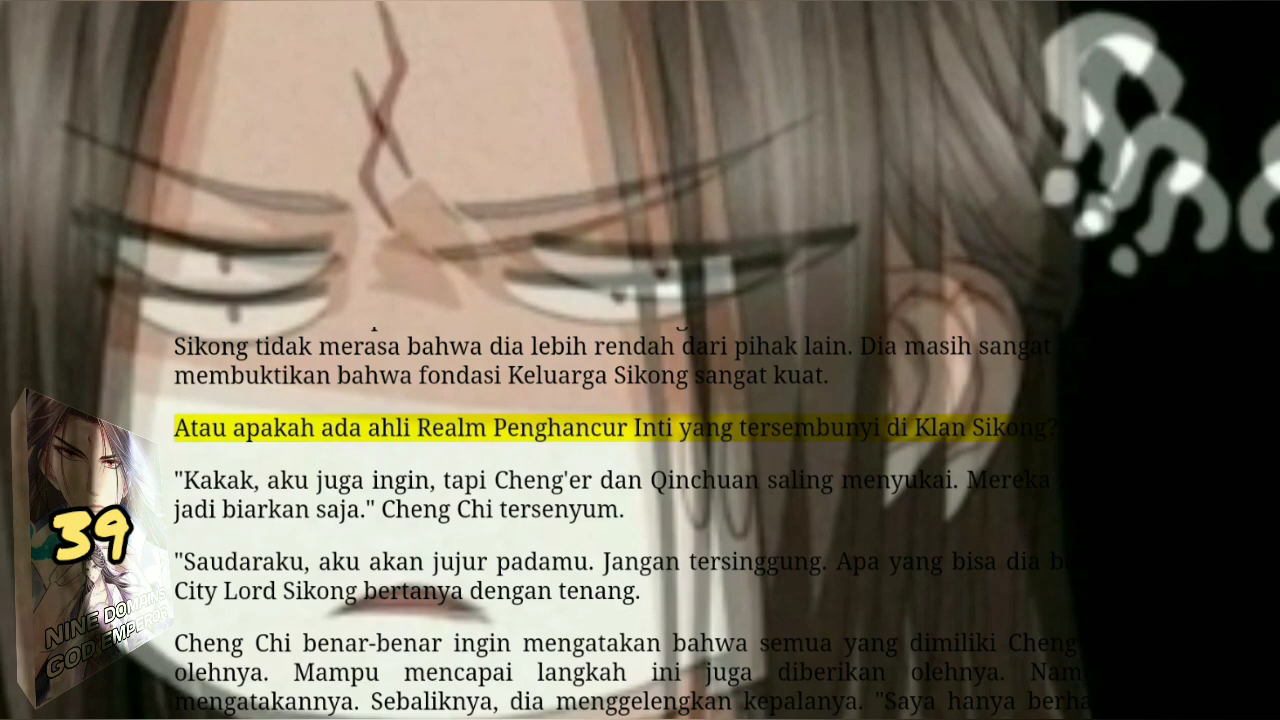 Sikong tidak merasa bahwa dia lebih rendah dari pihak lain. Dia masih sangat
membuktikan bahwa fondasi Keluarga Sikong sangat kuat.
Atau apakah ada ahli Realm Penghancur Inti yang tersembunyi di Klan Sikong?
"Kakak, aku juga ingin, tapi Cheng'er dan Qinchuan saling menyukai. Mereka
jadi biarkan saja." Cheng Chi tersenyum.
"Saudaraku, aku akan jujur padamu. Jangan tersinggung. Apa yang bisa dia
City Lord Sikong bertanya dengan tenang.
Cheng Chi benar-benar ingin mengatakan bahwa semua yang dimiliki Cheng
olehnya. Mampu mencapai langkah ini juga diberikan olehnya.
mengatakannya. Sebaliknya, dia menggelengkan kepalanya. "Saya hanya
39
NINE DOMAINS
GOD EMPEROR